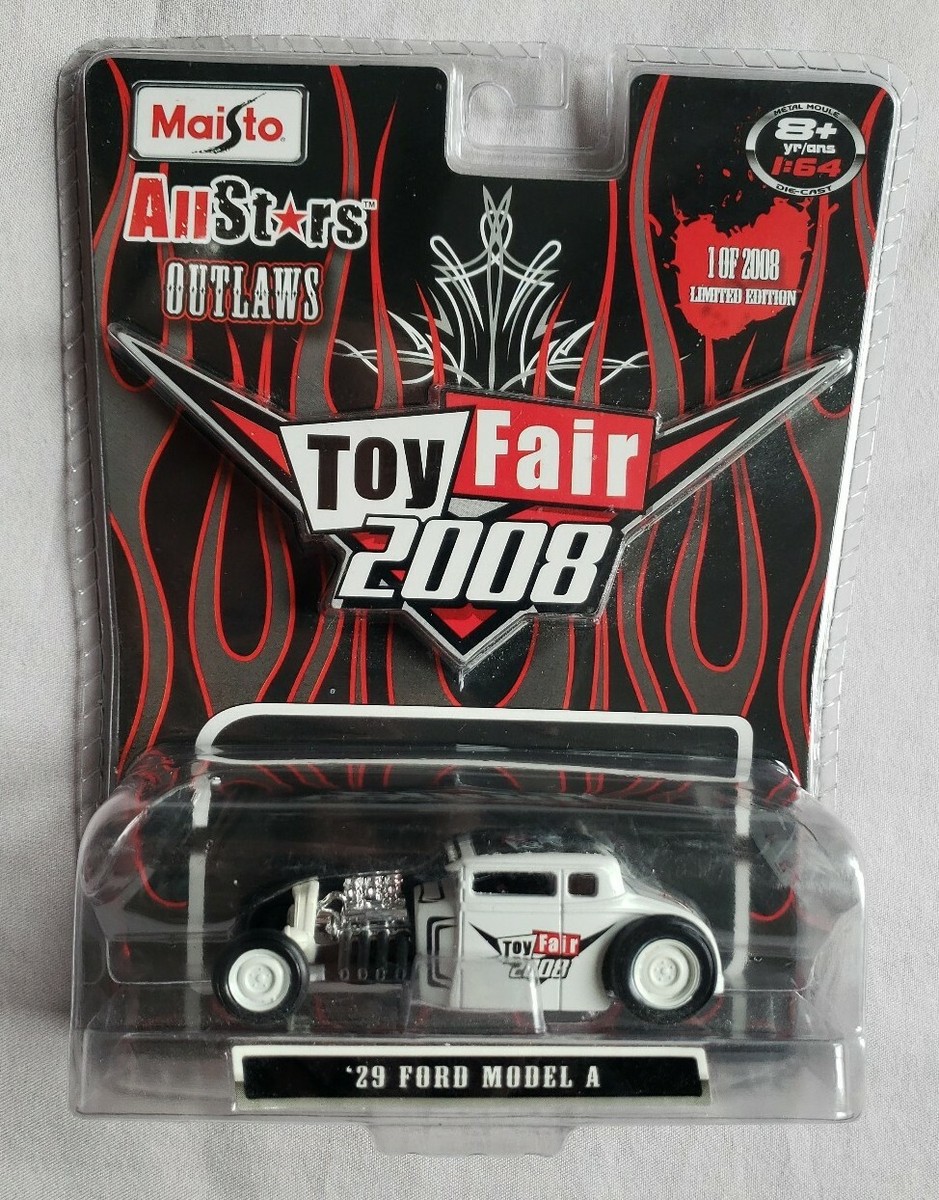 Maisto
AllStars™
OUTLAWS
METAL MOULE
8+
yr/ans
1:64
DIE-CAST
1 OF 2008
LIMITED EDITION
Toy Fair
2008
Toy Fair
2008
'29 FORD MODEL A